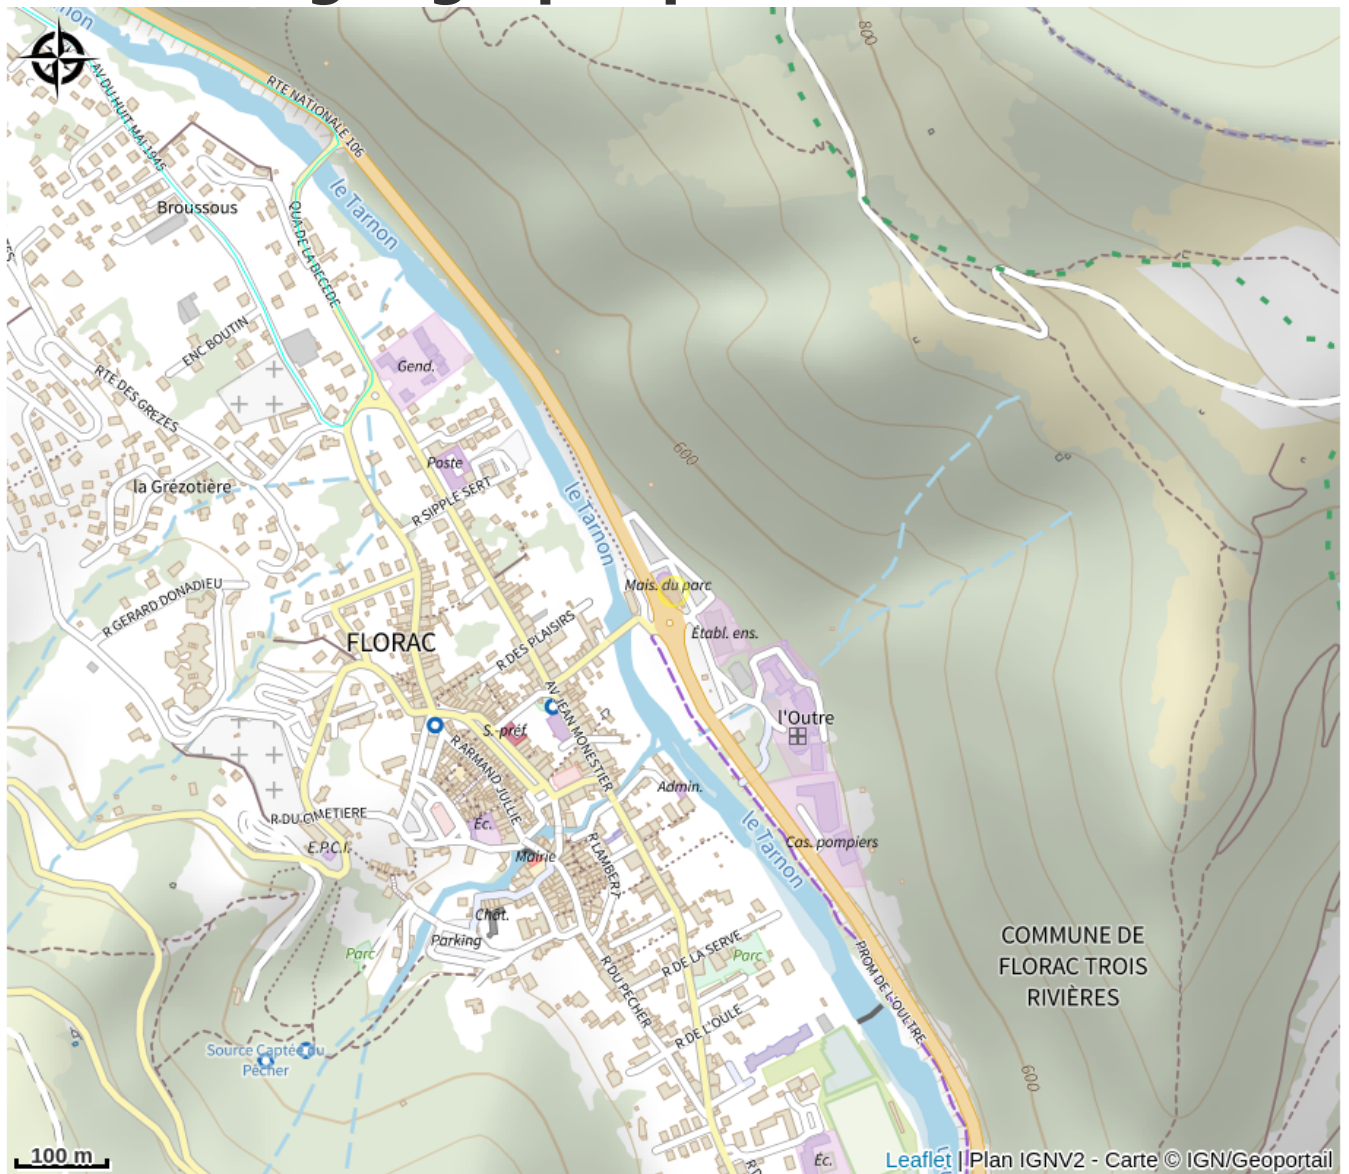 800
AV DU HUIT MAI 1945
RTE NATIONALE 106
le Tarnon
Broussous
QUA DE LA BECEDE
ENC BOUTIN
Gend.
RTE DES GREZES
600
Poste
la Grézotière
R SIPPLE SERT
le Tarnon
Mais. du parc
R GERARD DONADIEU
Établ. ens.
FLORAC
R DES PLAISIRS
l'Outre
AV JEAN MONESTIER
S.-préf.
R ARMAND JULLIE
Admin.
R DU CIMETIERE
Éc.
le Tarnon
Cas. pompiers
E.P.C.I.
Mairie
R LAMBERT
Chât.
Parking
Parc
R DE LA SERVE
Parc
COMMUNE DE
FLORAC TROIS
RIVIÈRES
PROM DE L'OULTRE
R DU PECHER
R DE L'OULE
Source Captée du
Pêcher
600
100 m
Éc.
Leaflet | Plan IGNV2 - Carte © IGN/Geoportail